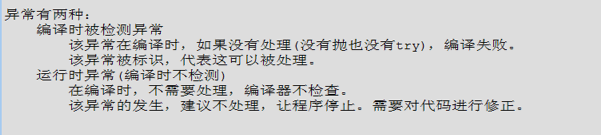 异常有两种：
编译时被检测异常
该异常在编译时，如果没有处理(没有抛也没有try)，编译失败。
该异常被标识，代表这可以被处理。
运行时异常(编译时不检测)
在编译时，不需要处理，编译器不检查。
该异常的发生，建议不处理，让程序停止。需要对代码进行修正。